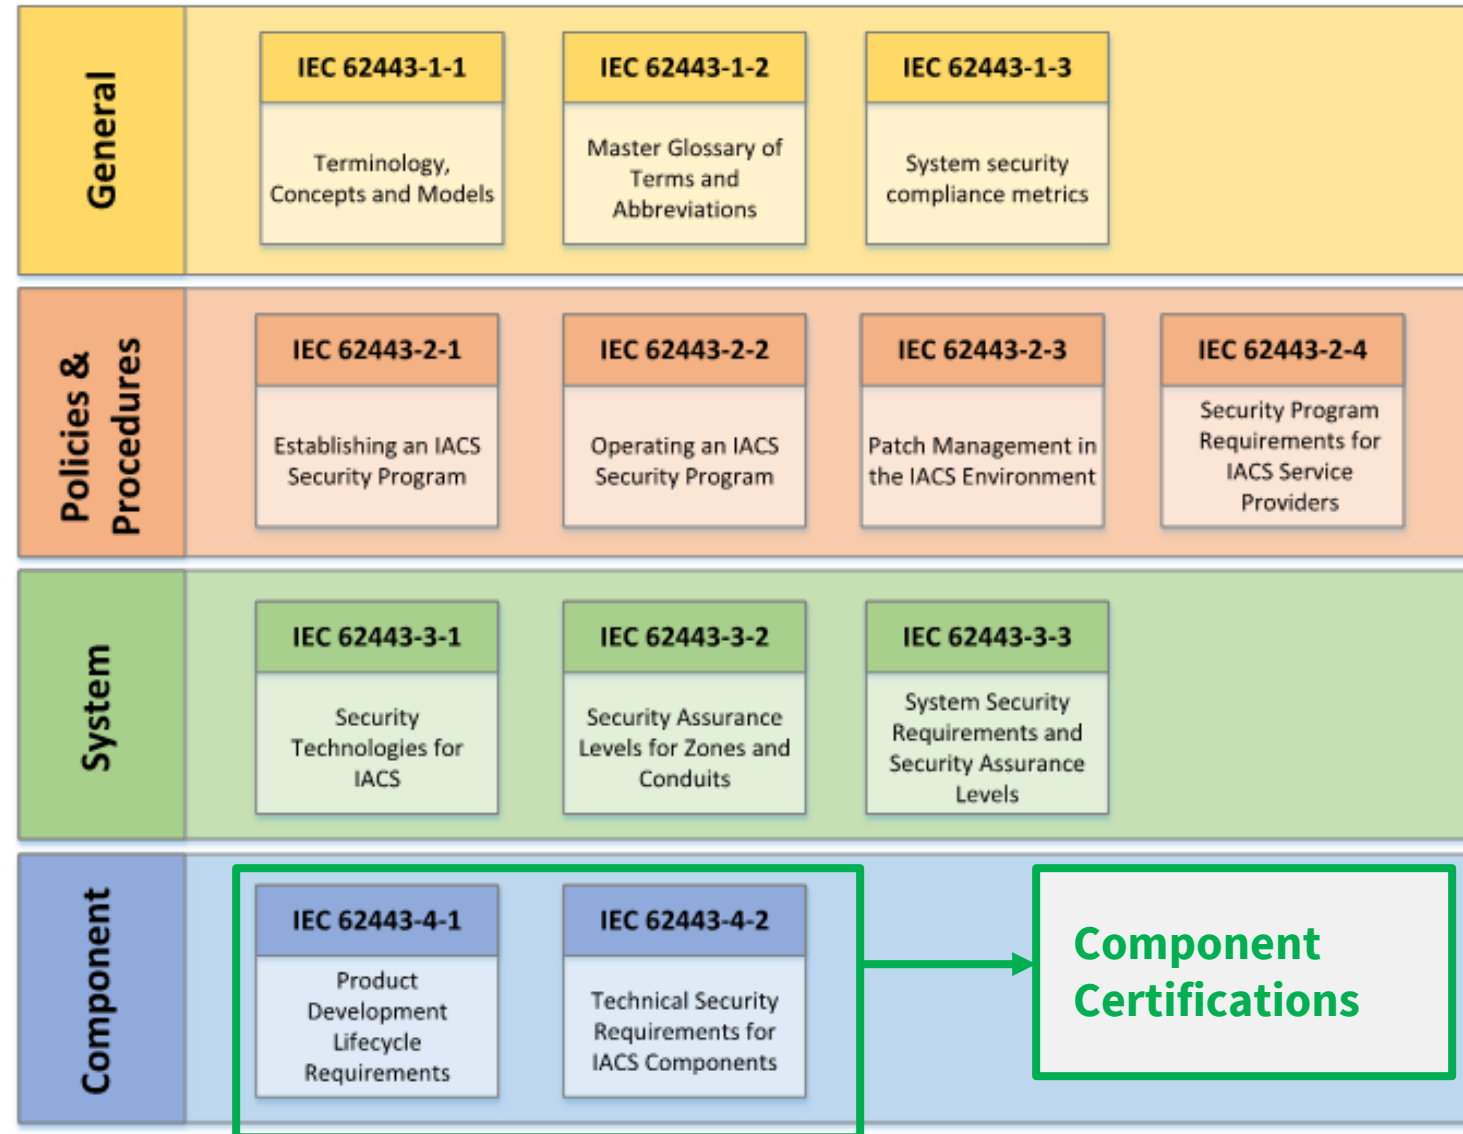 General
IEC 62443-1-1
Terminology,
Concepts and Models
IEC 62443-1-2
Master Glossary of
Terms and
Abbreviations
IEC 62443-1-3
System security
compliance metrics
Policies &
Procedures
IEC 62443-2-1
Establishing an IACS
Security Program
IEC 62443-2-2
Operating an IACS
Security Program
IEC 62443-2-3
Patch Management in
the IACS Environment
IEC 62443-2-4
Security Program
Requirements for
IACS Service
Providers
System
IEC 62443-3-1
Security
Technologies for
IACS
IEC 62443-3-2
Security Assurance
Levels for Zones and
Conduits
IEC 62443-3-3
System Security
Requirements and
Security Assurance
Levels
Component
IEC 62443-4-1
Product
Development
Lifecycle
Requirements
IEC 62443-4-2
Technical Security
Requirements for
IACS Components
Component
Certifications